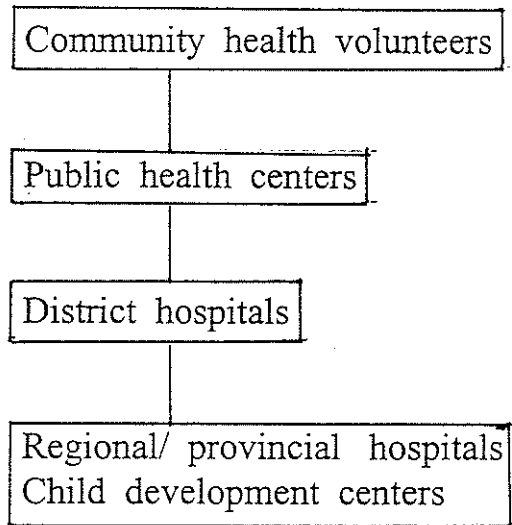 Community health volunteers
Public health centers
District hospitals
Regional/ provincial hospitals
Child development centers